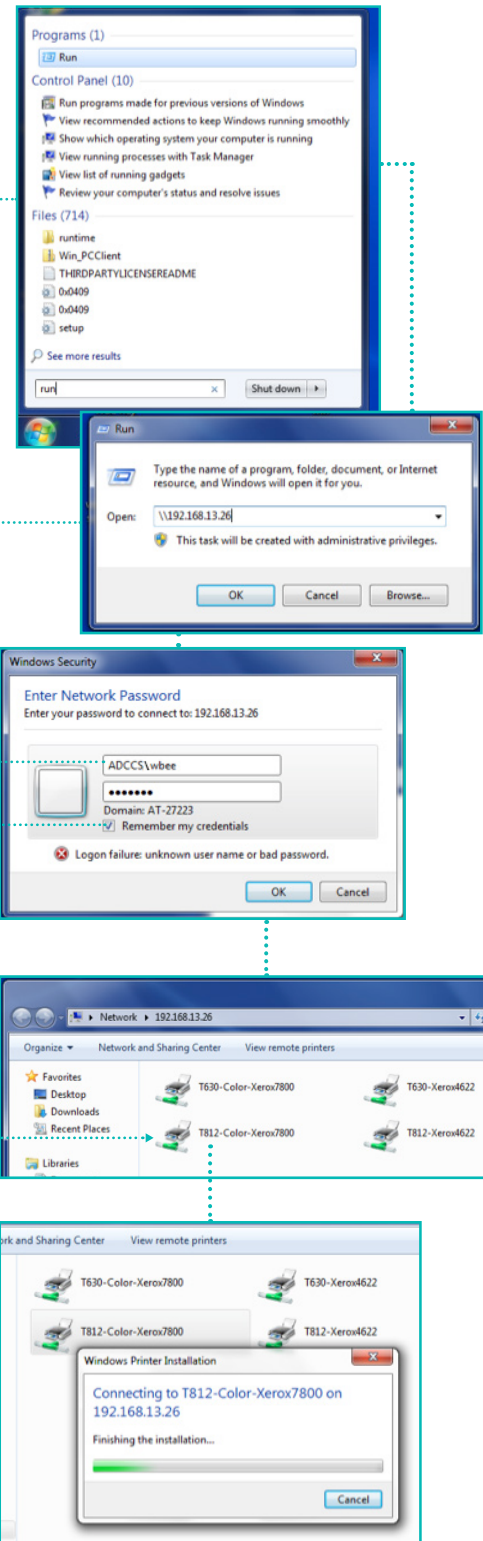 Programs (1)
Run
Control Panel (10)
Run programs made for previous versions of Windows
View recommended actions to keep Windows running smoothly
Show which operating system your computer is running
View running processes with Task Manager
View list of running gadgets
Review your computer's status and resolve issues
Files (714)
runtime
Win_PCClient
THIRDPARTYLICENSEREADME
0x0409
0x0409
setup
See more results
run
Shut down
Run
Type the name of a program, folder, document, or Internet
resource, and Windows will open it for you.
Open: \\192.168.13.26
This task will be created with administrative privileges.
OK Cancel Browse...
Windows Security
Enter Network Password
Enter your password to connect to: 192.168.13.26
ADCCS\wbee
Domain: AT-27223
Remember my credentials
Logon failure: unknown user name or bad password.
OK Cancel
Network 192.168.13.26
Organize Network and Sharing Center View remote printers
Favorites
Desktop
Downloads
Recent Places
Libraries
T630-Color-Xerox7800 T630-Xerox4622
T812-Color-Xerox7800 T812-Xerox4622
ork and Sharing Center View remote printers
T630-Color-Xerox7800 T630-Xerox4622
T812-Color-Xerox7800 T812-Xerox4622
Windows Printer Installation
Connecting to T812-Color-Xerox7800 on
192.168.13.26
Finishing the installation...
Cancel